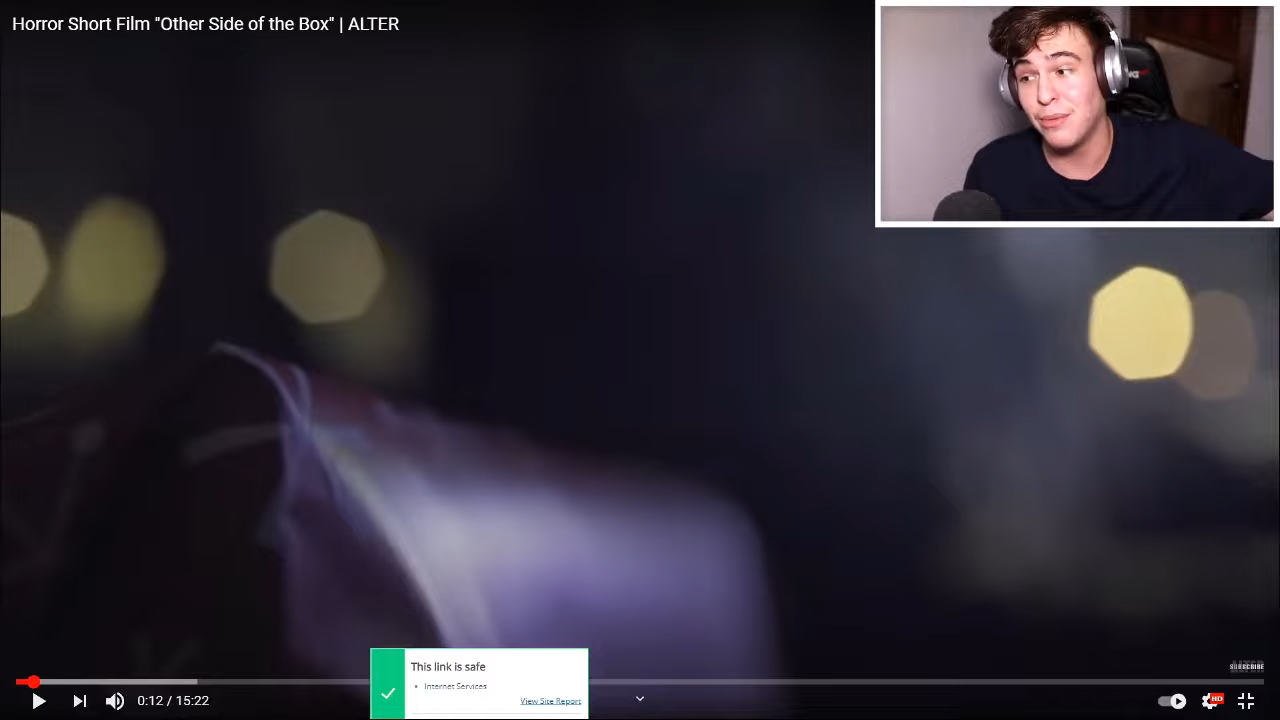 Horror Short Film "Other Side of the Box" | ALTER
This link is safe
Internet Services
View Site Report
SUBSCRIBE
0:12 / 15:22
HD